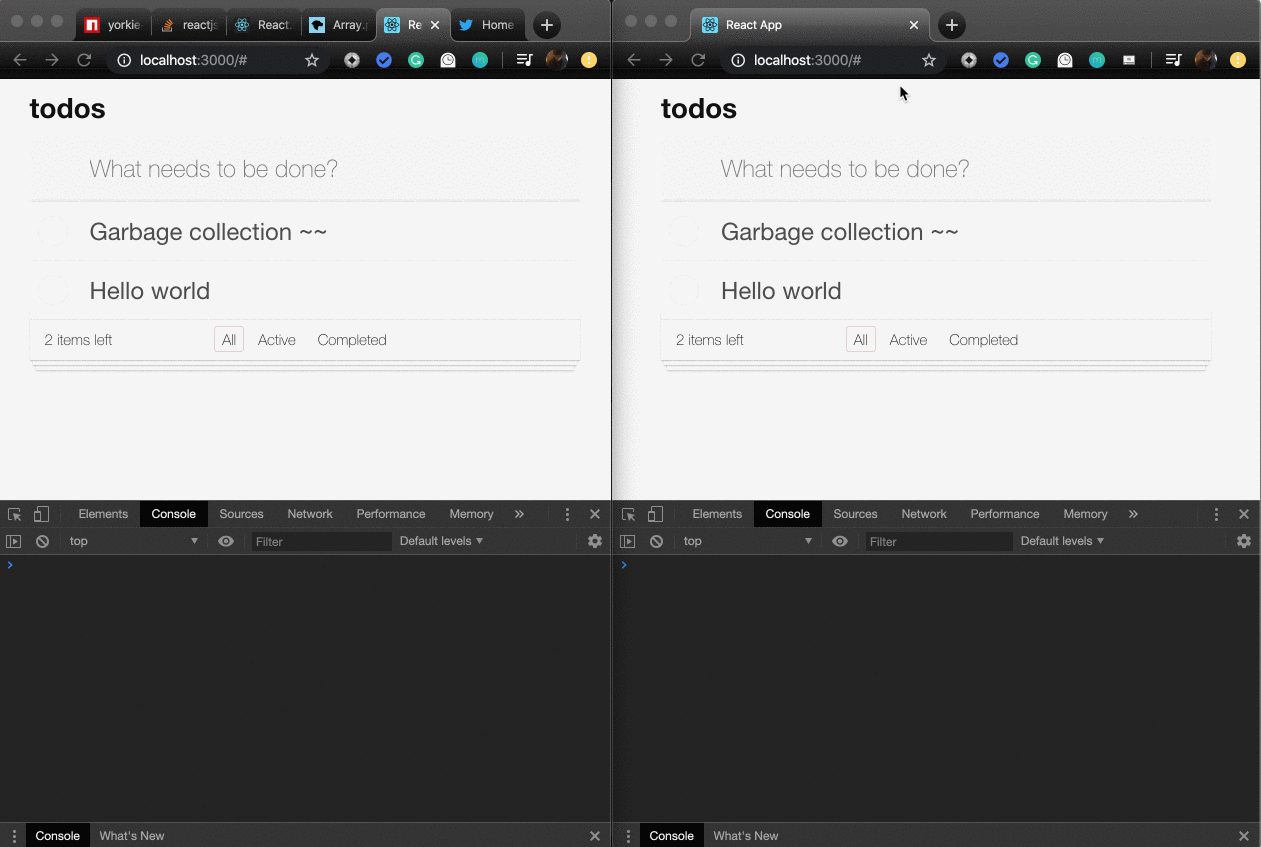 yorkie
reactjs
React.
Array.p
Re
Home
localhost:3000/#
todos
What needs to be done?
Garbage collection ~~
Hello world
2 items left All Active Completed
Elements Console Sources Network Performance Memory »
top Filter Default levels
Console What's New
React App
localhost:3000/#
todos
What needs to be done?
Garbage collection ~~
Hello world
2 items left All Active Completed
Elements Console Sources Network Performance Memory »
top Filter Default levels
Console What's New